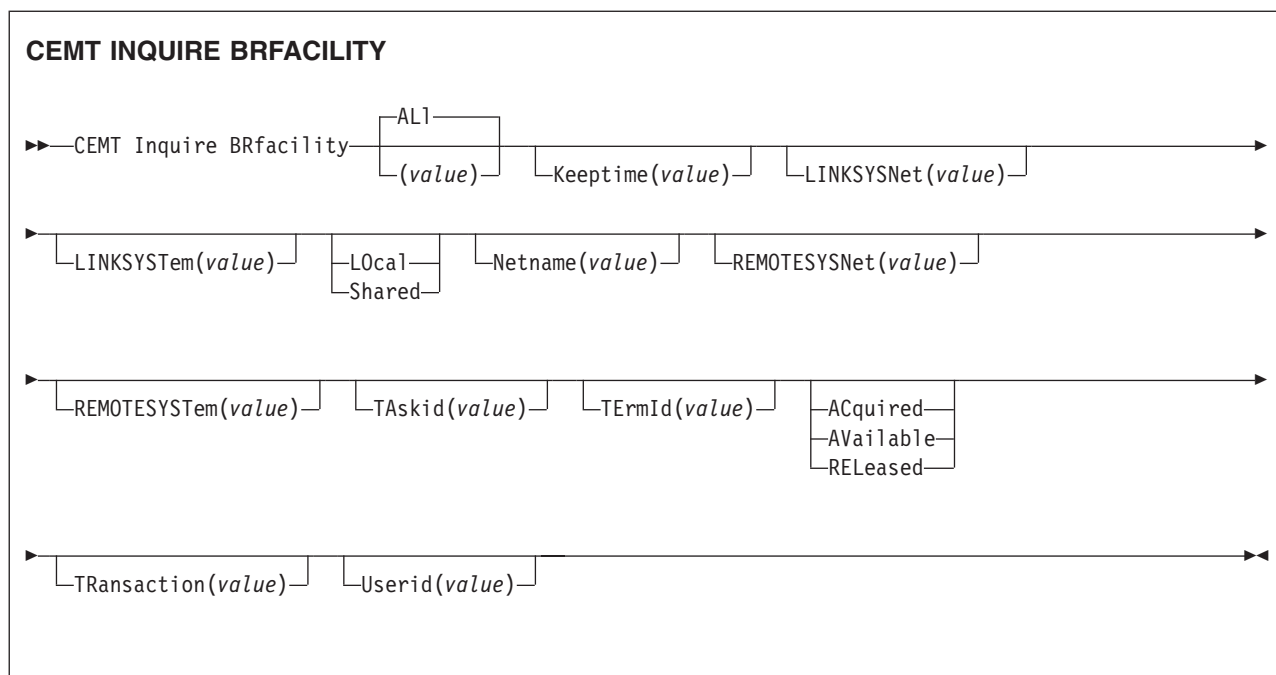 CEMT INQUIRE BRFACILITY
ALl
CEMT Inquire BRfacility
(value)
Keeptime(value)
LINKSYSNet(value)
LINKSYSTem(value)
LOcal
Shared
Netname(value)
REMOTESYSNet(value)
REMOTESYSTem(value)
TAskid(value)
TErmId(value)
ACquired
AVailable
RELeased
TRansaction(value)
Userid(value)